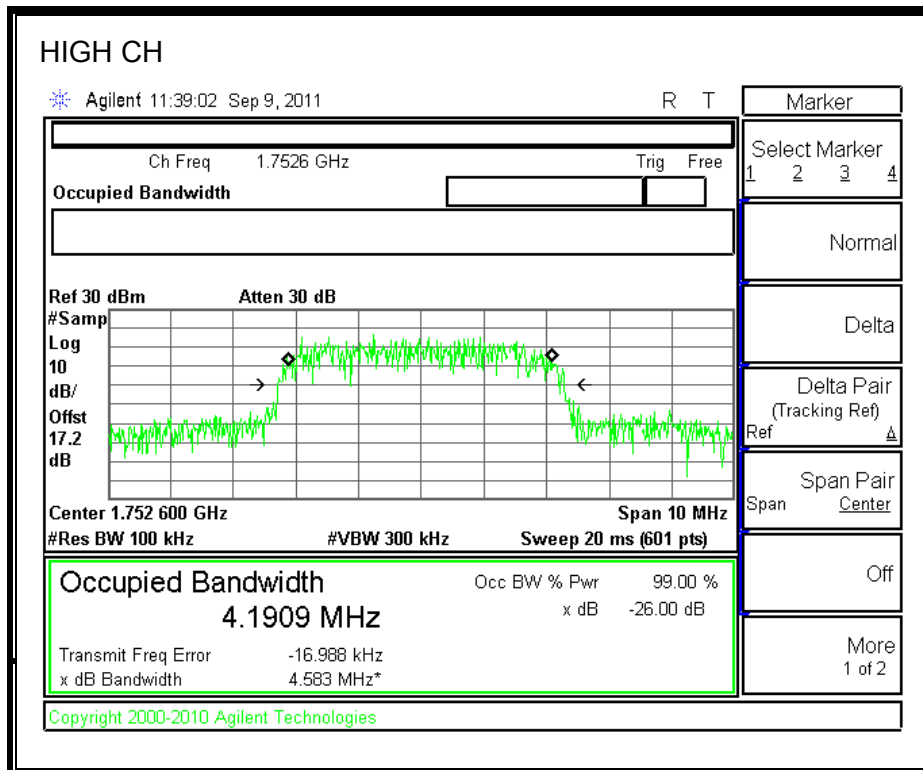 HIGH CH
Agilent 11:39:02 Sep 9, 2011 R T
Ch Freq 1.7526 GHz Trig Free
Occupied Bandwidth
Ref 30 dBm Atten 30 dB
#Samp
Log
10
dB/
Offst
17.2
dB
Center 1.752 600 GHz Span 10 MHz
#Res BW 100 kHz #VBW 300 kHz Sweep 20 ms (601 pts)
Occupied Bandwidth Occ BW % Pwr 99.00 %
4.1909 MHz x dB -26.00 dB
Transmit Freq Error -16.988 kHz
x dB Bandwidth 4.583 MHz*
Copyright 2000-2010 Agilent Technologies
Marker
Select Marker
1 2 3 4
Normal
Delta
Delta Pair
(Tracking Ref)
Ref Δ
Span Pair
Span Center
Off
More
1 of 2